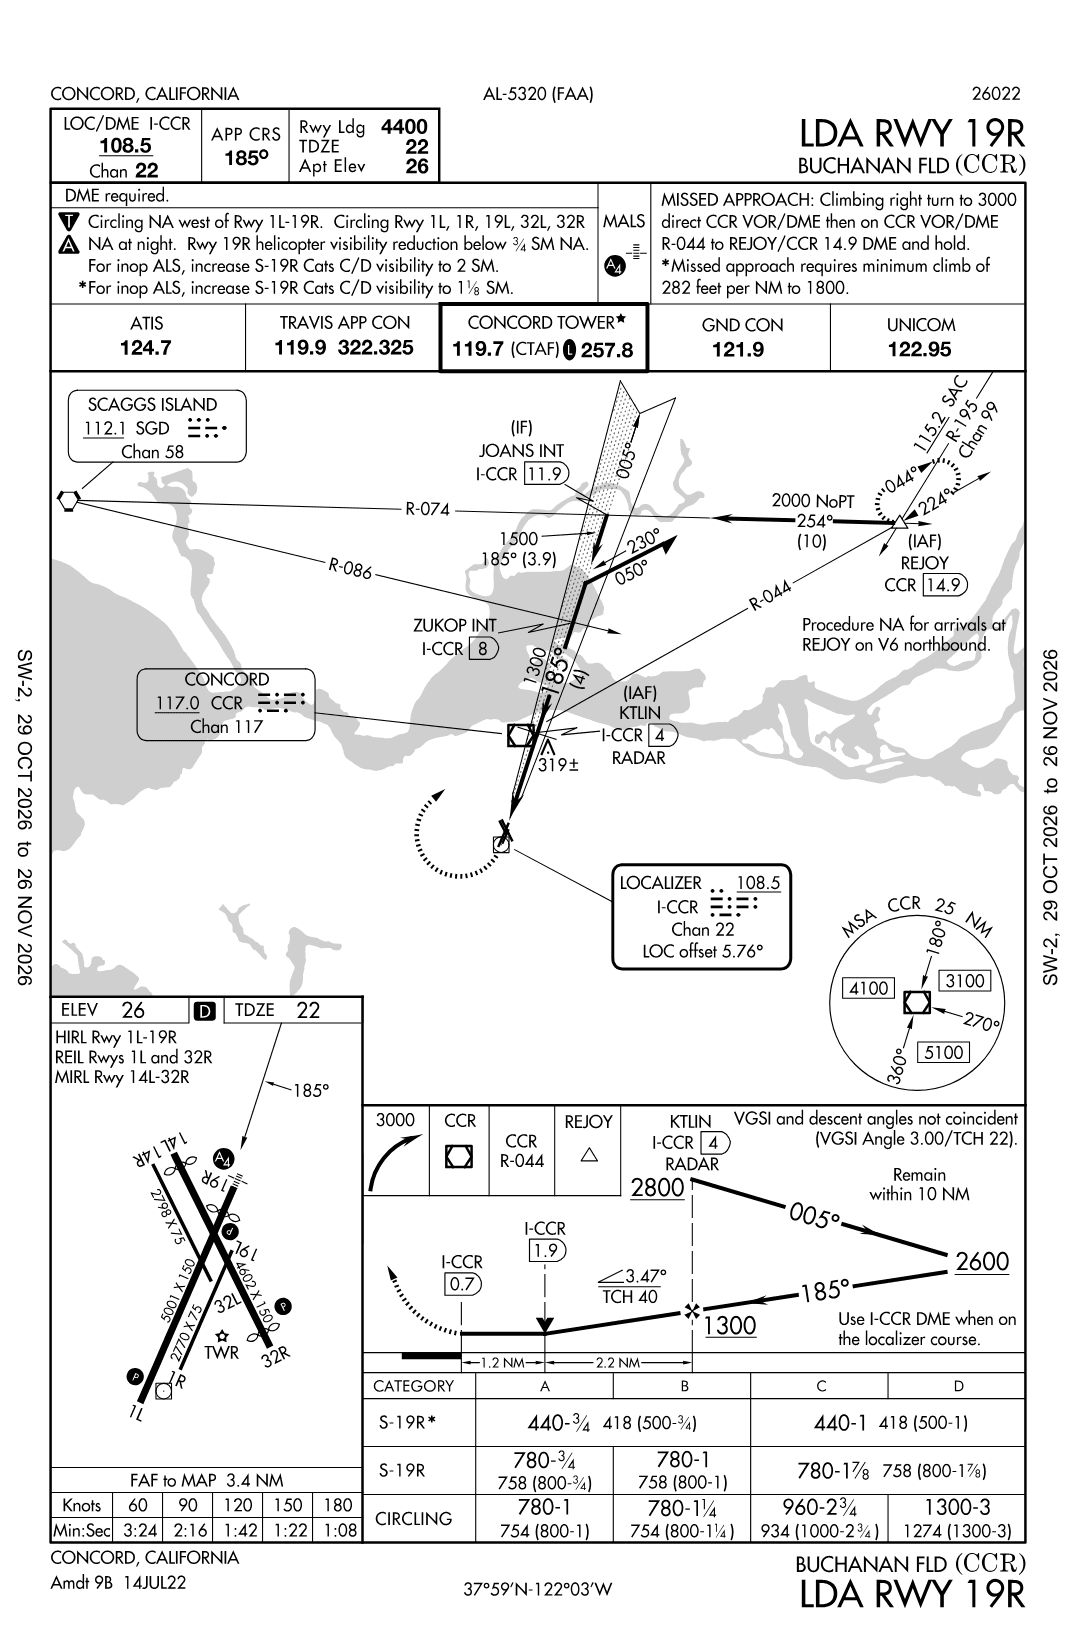 CONCORD, CALIFORNIA
AL-5320 (FAA)
26022
LOC/DME I-CCR
108.5
Chan 22
APP CRS
185°
Rwy Ldg 4400
TDZE 22
Apt Elev 26
LDA RWY 19R
BUCHANAN FLD (CCR)
DME required.
T Circling NA west of Rwy 1L-19R. Circling Rwy 1L, 1R, 19L, 32L, 32R
A NA at night. Rwy 19R helicopter visibility reduction below ¾ SM NA.
For inop ALS, increase S-19R Cats C/D visibility to 2 SM.
*For inop ALS, increase S-19R Cats C/D visibility to 1⅛ SM.
MALS
A4
MISSED APPROACH: Climbing right turn to 3000
direct CCR VOR/DME then on CCR VOR/DME
R-044 to REJOY/CCR 14.9 DME and hold.
*Missed approach requires minimum climb of
282 feet per NM to 1800.
ATIS
124.7
TRAVIS APP CON
119.9 322.325
CONCORD TOWER★
119.7 (CTAF) L 257.8
GND CON
121.9
UNICOM
122.95
SCAGGS ISLAND
112.1 SGD
Chan 58
(IF)
JOANS INT
I-CCR 11.9
005°
115.2 SAC
R-195
Chan 99
044°
224°
R-074
2000 NoPT
254°
(10)
(IAF)
REJOY
CCR 14.9
1500
185° (3.9)
230°
050°
R-086
R-044
ZUKOP INT
I-CCR 8
Procedure NA for arrivals at
REJOY on V6 northbound.
1300
185°
(4)
CONCORD
117.0 CCR
Chan 117
(IAF)
KTLIN
I-CCR 4
RADAR
319±
LOCALIZER 108.5
I-CCR
Chan 22
LOC offset 5.76°
MSA CCR 25 NM
180°
4100
3100
270°
5100
360°
SW-2, 29 OCT 2026 to 26 NOV 2026
SW-2, 29 OCT 2026 to 26 NOV 2026
ELEV 26
D
TDZE 22
HIRL Rwy 1L-19R
REIL Rwys 1L and 32R
MIRL Rwy 14L-32R
185°
14R
14L
A4
19R
2798 X 75
P
19L
5001 X 150
4602 X 150
32L
P
2770 X 75
TWR
32R
P
1R
1L
FAF to MAP 3.4 NM
Knots 60 90 120 150 180
Min:Sec 3:24 2:16 1:42 1:22 1:08
3000
CCR
CCR
R-044
REJOY
KTLIN
I-CCR 4
RADAR
2800
VGSI and descent angles not coincident
(VGSI Angle 3.00/TCH 22).
Remain
within 10 NM
005°
2600
185°
I-CCR
1.9
I-CCR
0.7
3.47°
TCH 40
1300
Use I-CCR DME when on
the localizer course.
1.2 NM
2.2 NM
CATEGORY A B C D
S-19R* 440-¾ 418 (500-¾) 440-1 418 (500-1)
S-19R 780-¾ 758 (800-¾) 780-1 758 (800-1) 780-1⅞ 758 (800-1⅞)
CIRCLING 780-1 754 (800-1) 780-1¼ 754 (800-1¼) 960-2¾ 934 (1000-2¾) 1300-3 1274 (1300-3)
CONCORD, CALIFORNIA
Amdt 9B 14JUL22
37°59'N-122°03'W
BUCHANAN FLD (CCR)
LDA RWY 19R